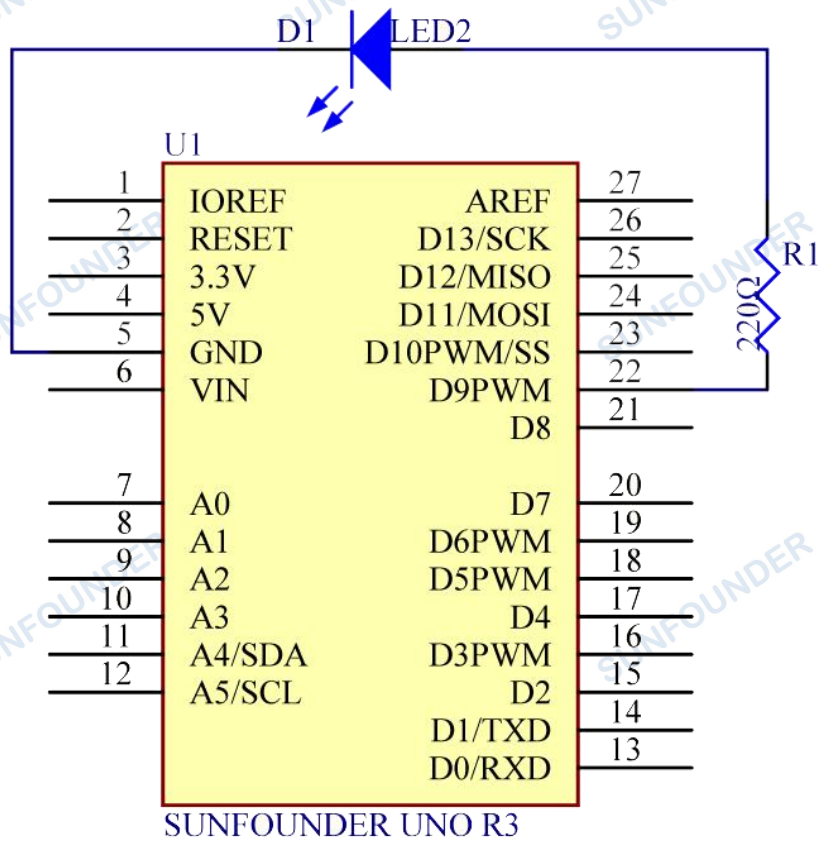 D1 LED2
U1
1 IOREF AREF 27
2 RESET D13/SCK 26
3 3.3V D12/MISO 25
4 5V D11/MOSI 24
5 GND D10PWM/SS 23
6 VIN D9PWM 22
D8 21
R1
220Ω
7 A0 D7 20
8 A1 D6PWM 19
9 A2 D5PWM 18
10 A3 D4 17
11 A4/SDA D3PWM 16
12 A5/SCL D2 15
D1/TXD 14
D0/RXD 13
SUNFOUNDER UNO R3
SUNFOUNDER